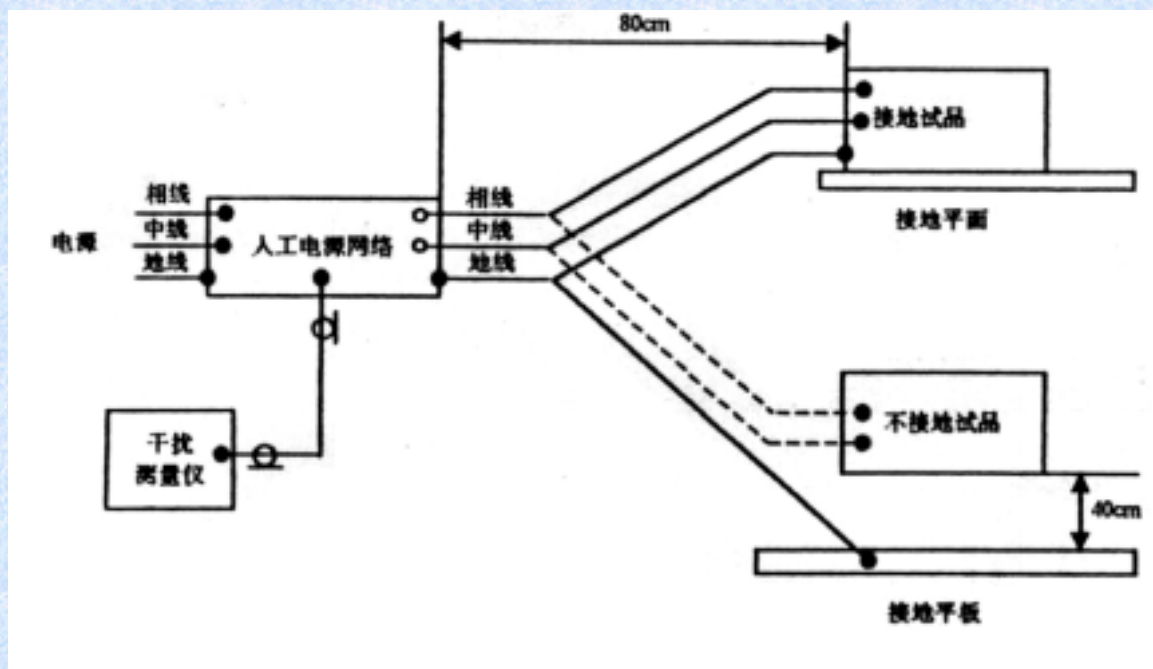 80cm
接地试品
接地平面
相线
中线
地线
电源
人工电源网络
相线
中线
地线
干扰
测量仪
不接地试品
40cm
接地平板